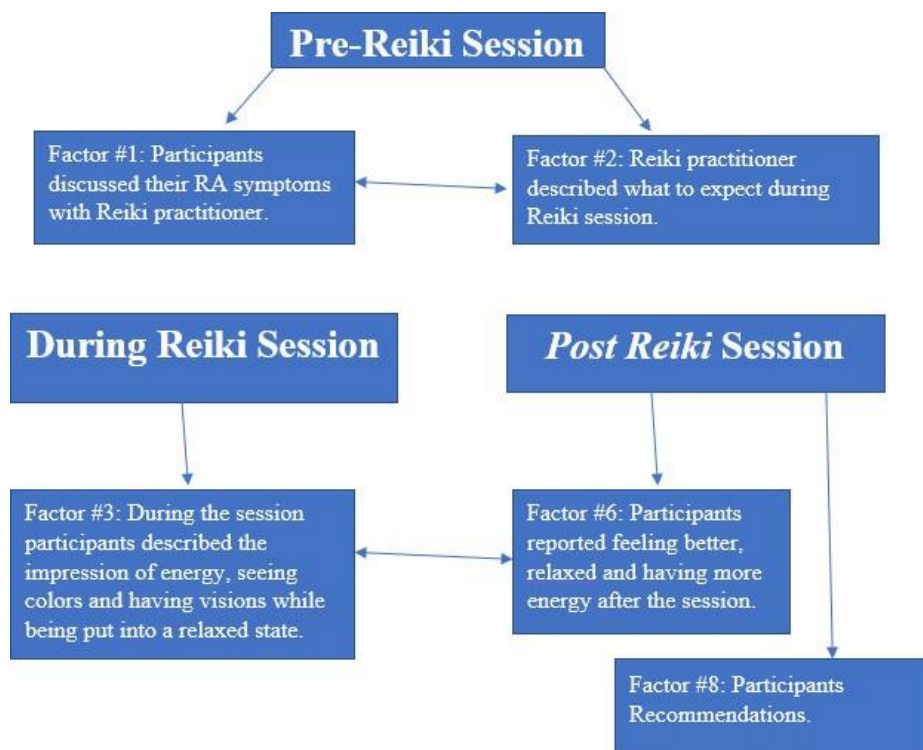 Pre-Reiki Session
Factor #1: Participants
discussed their RA symptoms
with Reiki practitioner.
Factor #2: Reiki practitioner
described what to expect during
Reiki session.
During Reiki Session
Post Reiki Session
Factor #3: During the session
participants described the
impression of energy, seeing
colors and having visions while
being put into a relaxed state.
Factor #6: Participants
reported feeling better,
relaxed and having more
energy after the session.
Factor #8: Participants
Recommendations.